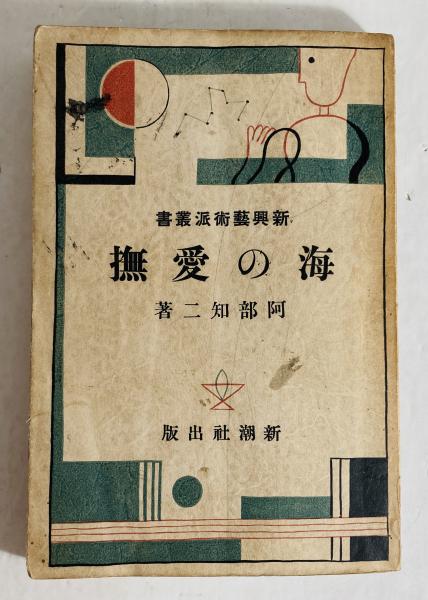 新興藝術派叢書
海の愛撫
阿部知二著
新潮社出版